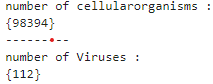 number of cellularorganisms :
{98394}
--------
number of Viruses :
{112}